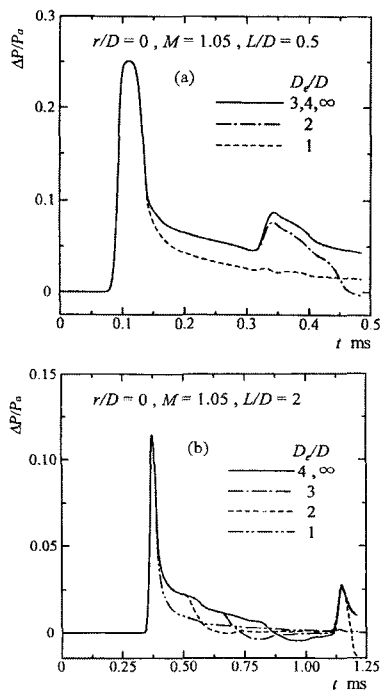 ΔP/Pa
0.3
r/D = 0 , M = 1.05 , L/D = 0.5
(a)
De/D
3,4,∞
2
1
0.2
0.1
0
0 0.1 0.2 0.3 0.4 0.5
t ms
ΔP/Pa
0.15
r/D = 0 , M = 1.05 , L/D = 2
(b)
De/D
4 ,∞
3
2
1
0.10
0.05
0
0 0.25 0.50 0.75 1.00 1.25
t ms